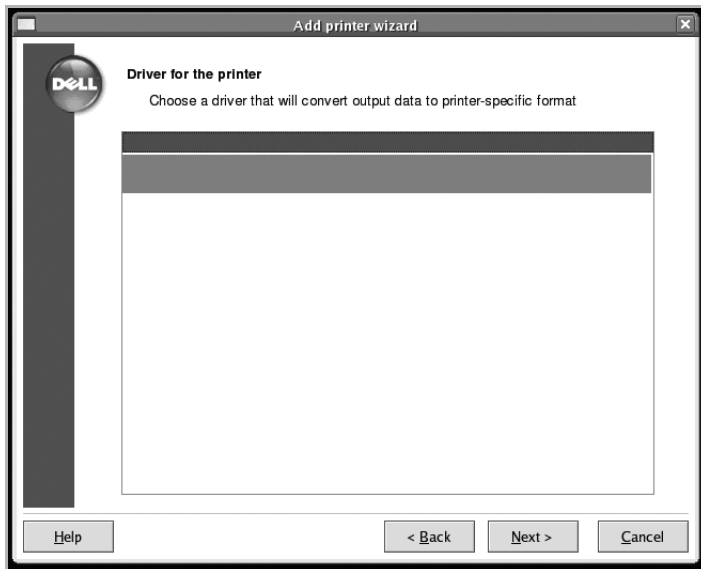 Add printer wizard
DELL
Driver for the printer
Choose a driver that will convert output data to printer-specific format
Help
< Back
Next >
Cancel